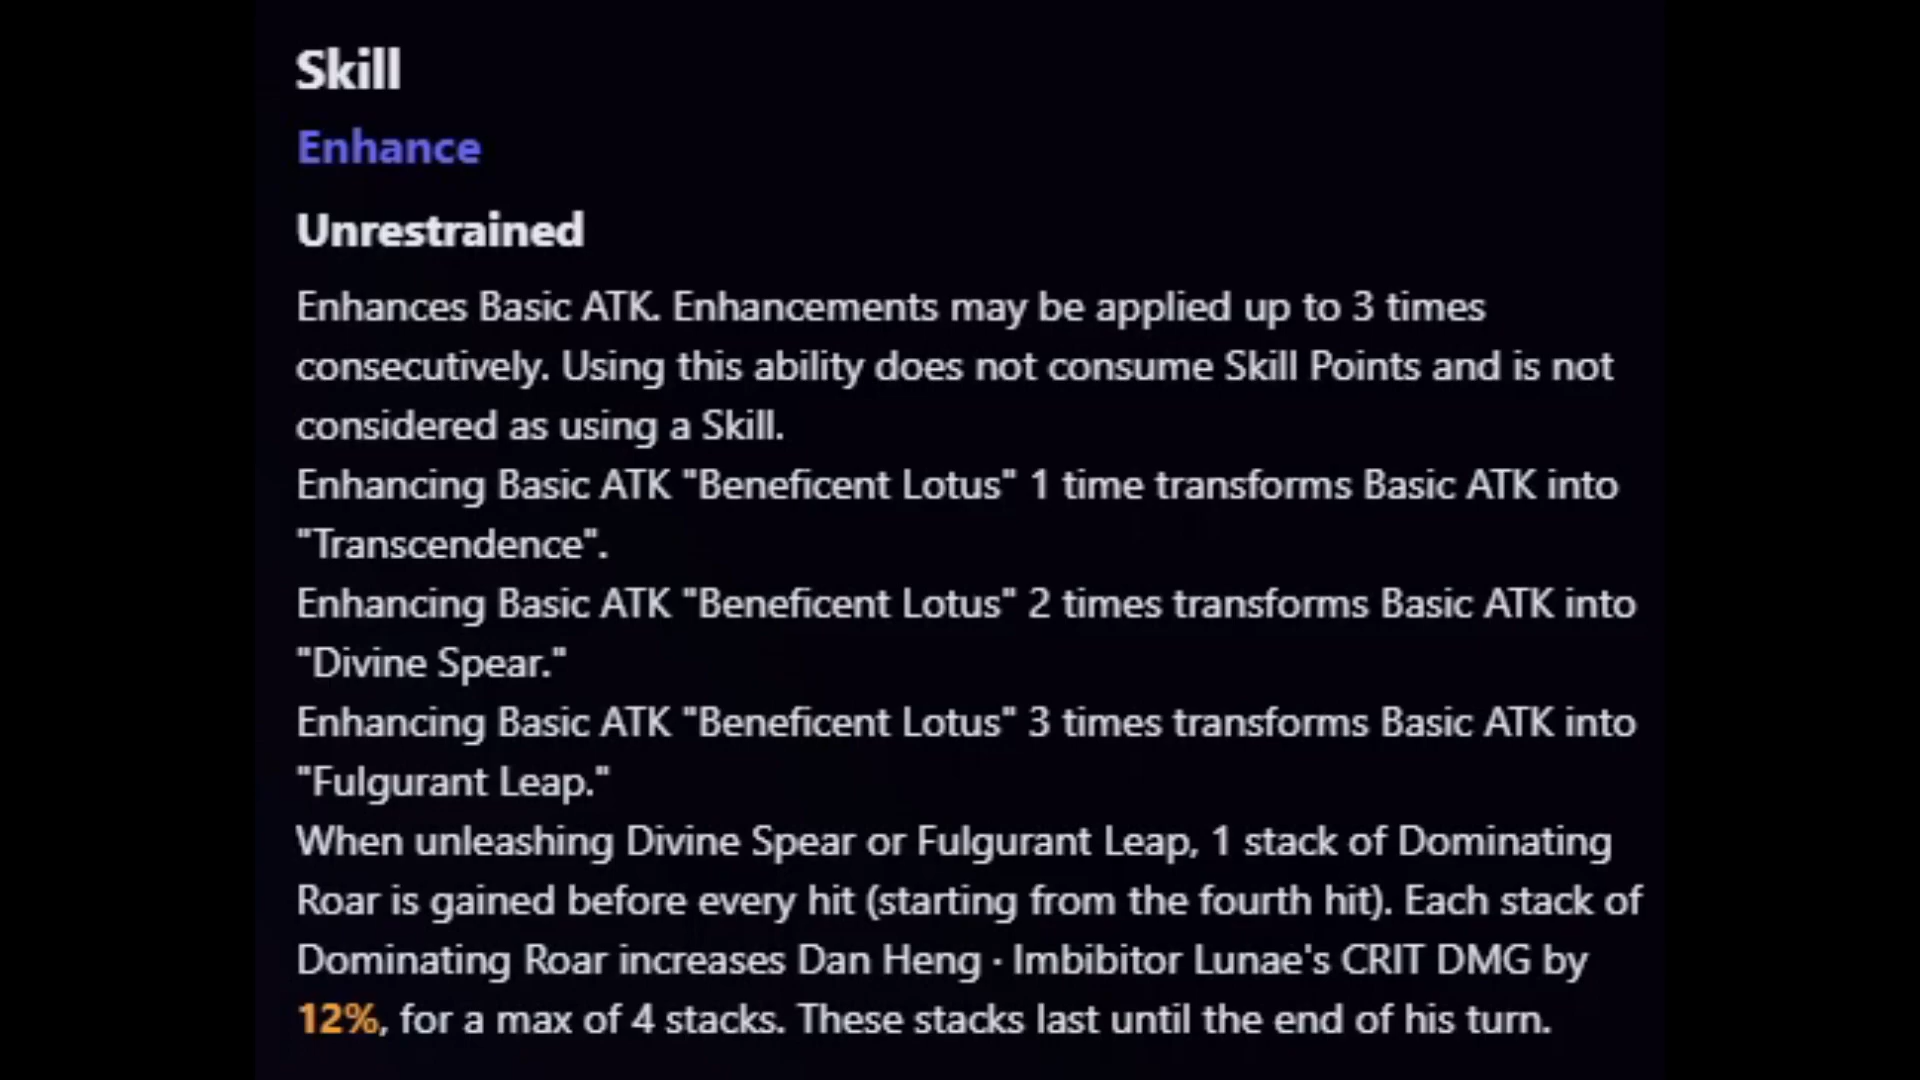 Skill
Enhance
Unrestrained
Enhances Basic ATK. Enhancements may be applied up to 3 times
consecutively. Using this ability does not consume Skill Points and is not
considered as using a Skill.
Enhancing Basic ATK "Beneficent Lotus" 1 time transforms Basic ATK into
"Transcendence".
Enhancing Basic ATK "Beneficent Lotus" 2 times transforms Basic ATK into
"Divine Spear."
Enhancing Basic ATK "Beneficent Lotus" 3 times transforms Basic ATK into
"Fulgurant Leap."
When unleashing Divine Spear or Fulgurant Leap, 1 stack of Dominating
Roar is gained before every hit (starting from the fourth hit). Each stack of
Dominating Roar increases Dan Heng · Imbibitor Lunae's CRIT DMG by
12%, for a max of 4 stacks. These stacks last until the end of his turn.